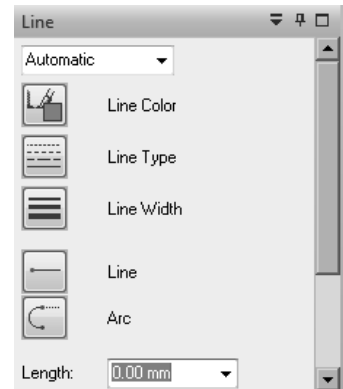 Line
Automatic
Line Color
Line Type
Line Width
Line
Arc
Length: 0.00 mm